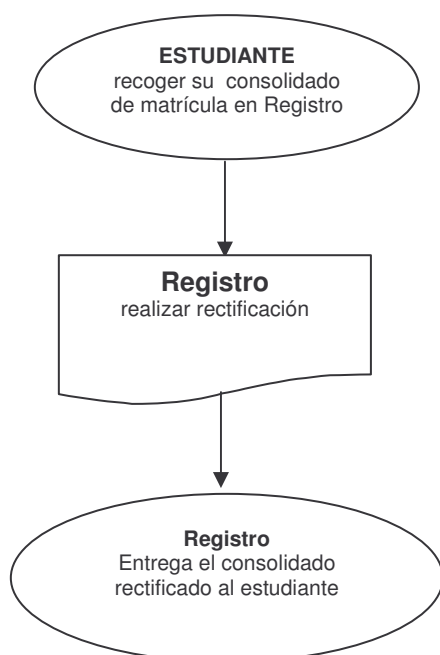 ESTUDIANTE
recoger su consolidado
de matrícula en Registro
Registro
realizar rectificación
Registro
Entrega el consolidado
rectificado al estudiante